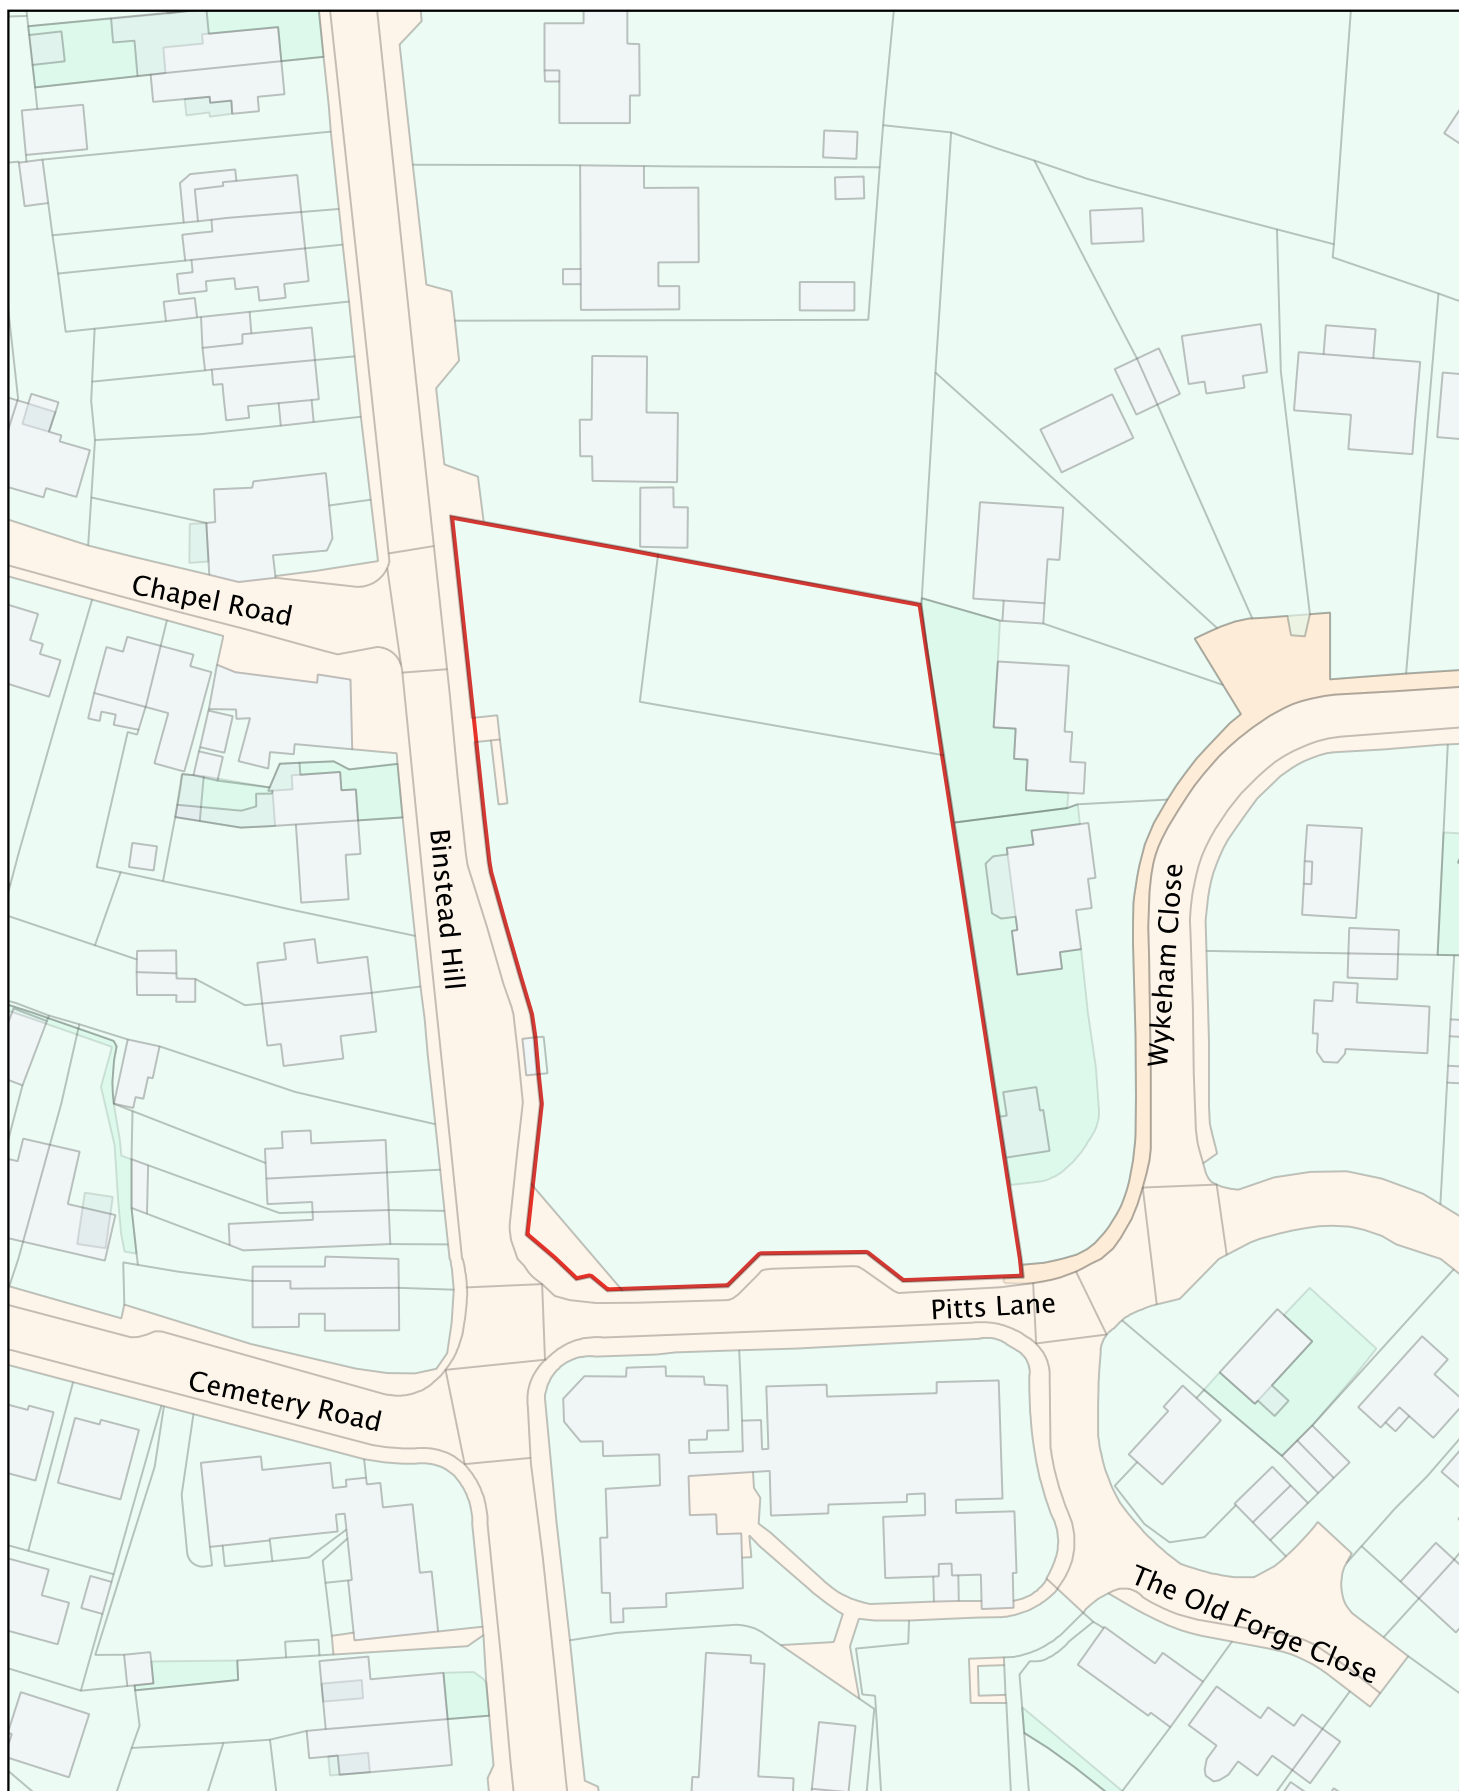 Chapel Road
Binstead Hill
Wykeham Close
Pitts Lane
Cemetery Road
The Old Forge Close